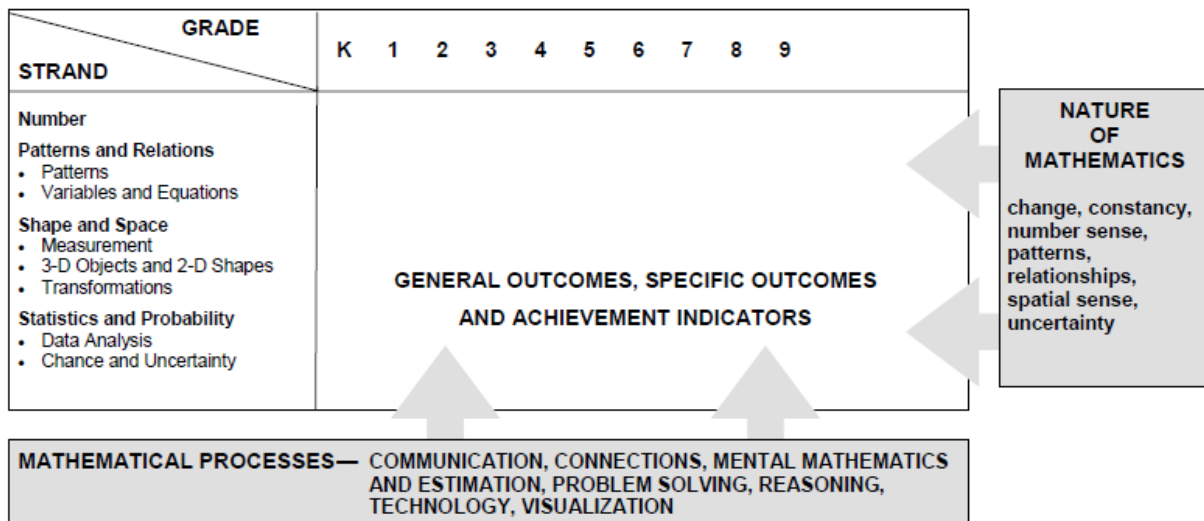 GRADE
STRAND
K 1 2 3 4 5 6 7 8 9
Number
Patterns and Relations
• Patterns
• Variables and Equations
Shape and Space
• Measurement
• 3-D Objects and 2-D Shapes
• Transformations
Statistics and Probability
• Data Analysis
• Chance and Uncertainty
GENERAL OUTCOMES, SPECIFIC OUTCOMES
AND ACHIEVEMENT INDICATORS
NATURE
OF
MATHEMATICS
change, constancy,
number sense,
patterns,
relationships,
spatial sense,
uncertainty
MATHEMATICAL PROCESSES— COMMUNICATION, CONNECTIONS, MENTAL MATHEMATICS
AND ESTIMATION, PROBLEM SOLVING, REASONING,
TECHNOLOGY, VISUALIZATION